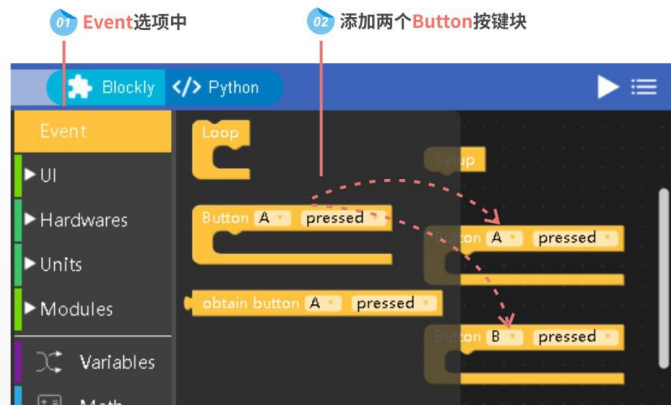 01 Event选项中
02 添加两个Button按键块
Blockly
</> Python
Event
Loop
Setup
UI
Hardwares
Button A pressed
Button A pressed
Units
Modules
obtain button A pressed
Button B pressed
Variables
Math